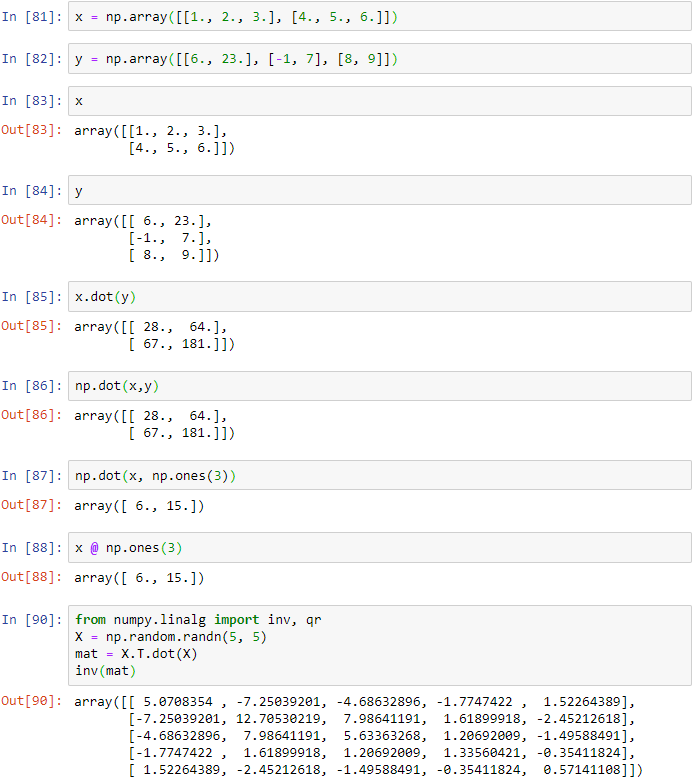 In [81]: x = np.array([[1., 2., 3.], [4., 5., 6.]])
In [82]: y = np.array([[6., 23.], [-1, 7], [8, 9]])
In [83]: x
Out[83]: array([[1., 2., 3.],
       [4., 5., 6.]])
In [84]: y
Out[84]: array([[ 6., 23.],
       [-1.,  7.],
       [ 8.,  9.]])
In [85]: x.dot(y)
Out[85]: array([[ 28.,  64.],
       [ 67., 181.]])
In [86]: np.dot(x,y)
Out[86]: array([[ 28.,  64.],
       [ 67., 181.]])
In [87]: np.dot(x, np.ones(3))
Out[87]: array([ 6., 15.])
In [88]: x @ np.ones(3)
Out[88]: array([ 6., 15.])
In [90]: from numpy.linalg import inv, qr
X = np.random.randn(5, 5)
mat = X.T.dot(X)
inv(mat)
Out[90]: array([[ 5.0708354 , -7.25039201, -4.68632896, -1.7747422 ,  1.52264389],
       [-7.25039201, 12.70530219,  7.98641191,  1.61899918, -2.45212618],
       [-4.68632896,  7.98641191,  5.63363268,  1.20692009, -1.49588491],
       [-1.7747422 ,  1.61899918,  1.20692009,  1.33560421, -0.35411824],
       [ 1.52264389, -2.45212618, -1.49588491, -0.35411824,  0.57141108]])